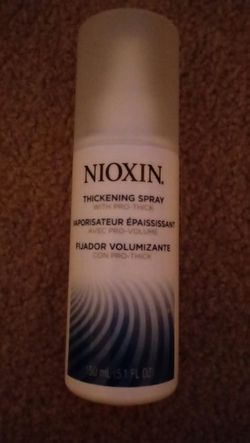 NIOXIN.
THICKENING SPRAY
WITH PRO-THICK
VAPORISATEUR ÉPAISSISSANT
AVEC PRO-VOLUME
FIJADOR VOLUMIZANTE
CON PRO-THICK
150 mL (5.1 FL OZ)